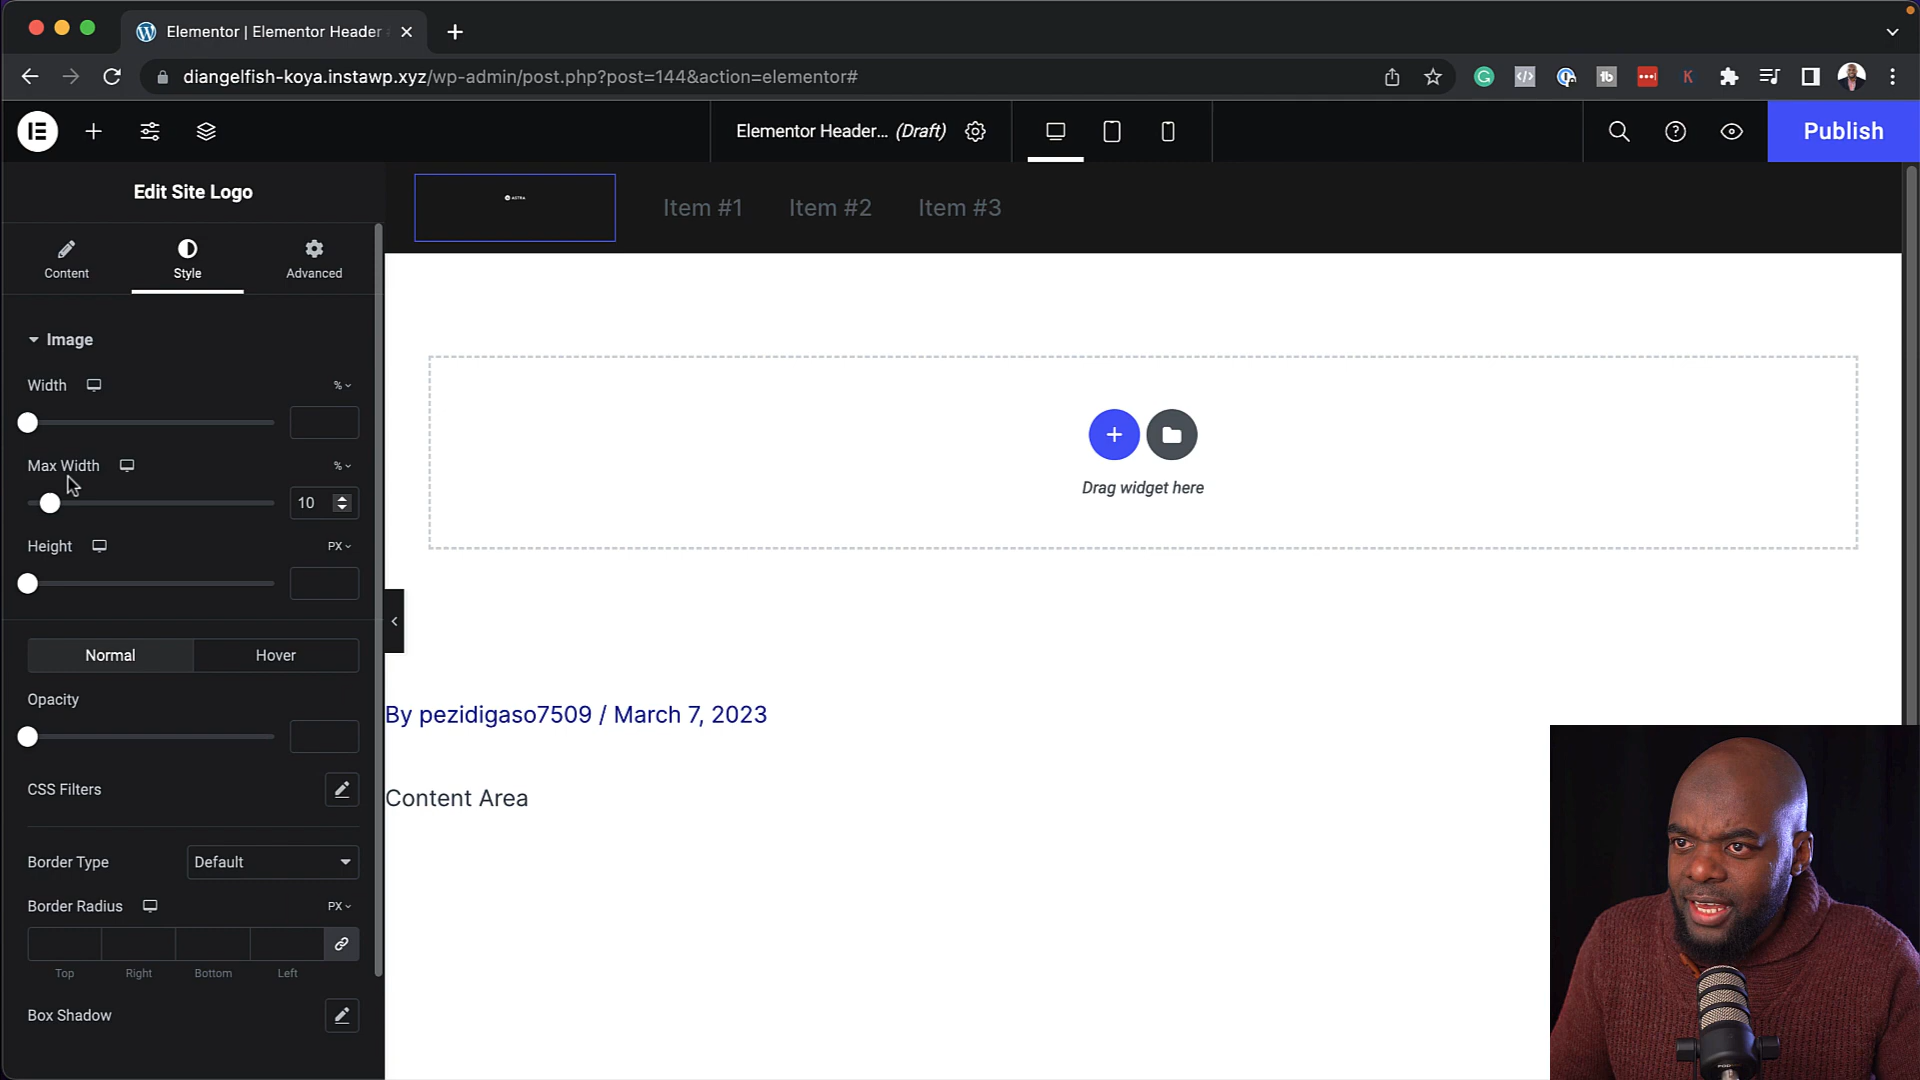 Elementor | Elementor Header
diangelfish-koya.instawp.xyz/wp-admin/post.php?post=144&action=elementor#
Elementor Header... (Draft)
Publish
Edit Site Logo
Content
Style
Advanced
ASTRA
Item #1
Item #2
Item #3
Image
Width
%
Max Width
%
10
Height
PX
Normal
Hover
Opacity
CSS Filters
Border Type
Default
Border Radius
PX
Top
Right
Bottom
Left
Box Shadow
Drag widget here
By pezidigaso7509 / March 7, 2023
Content Area